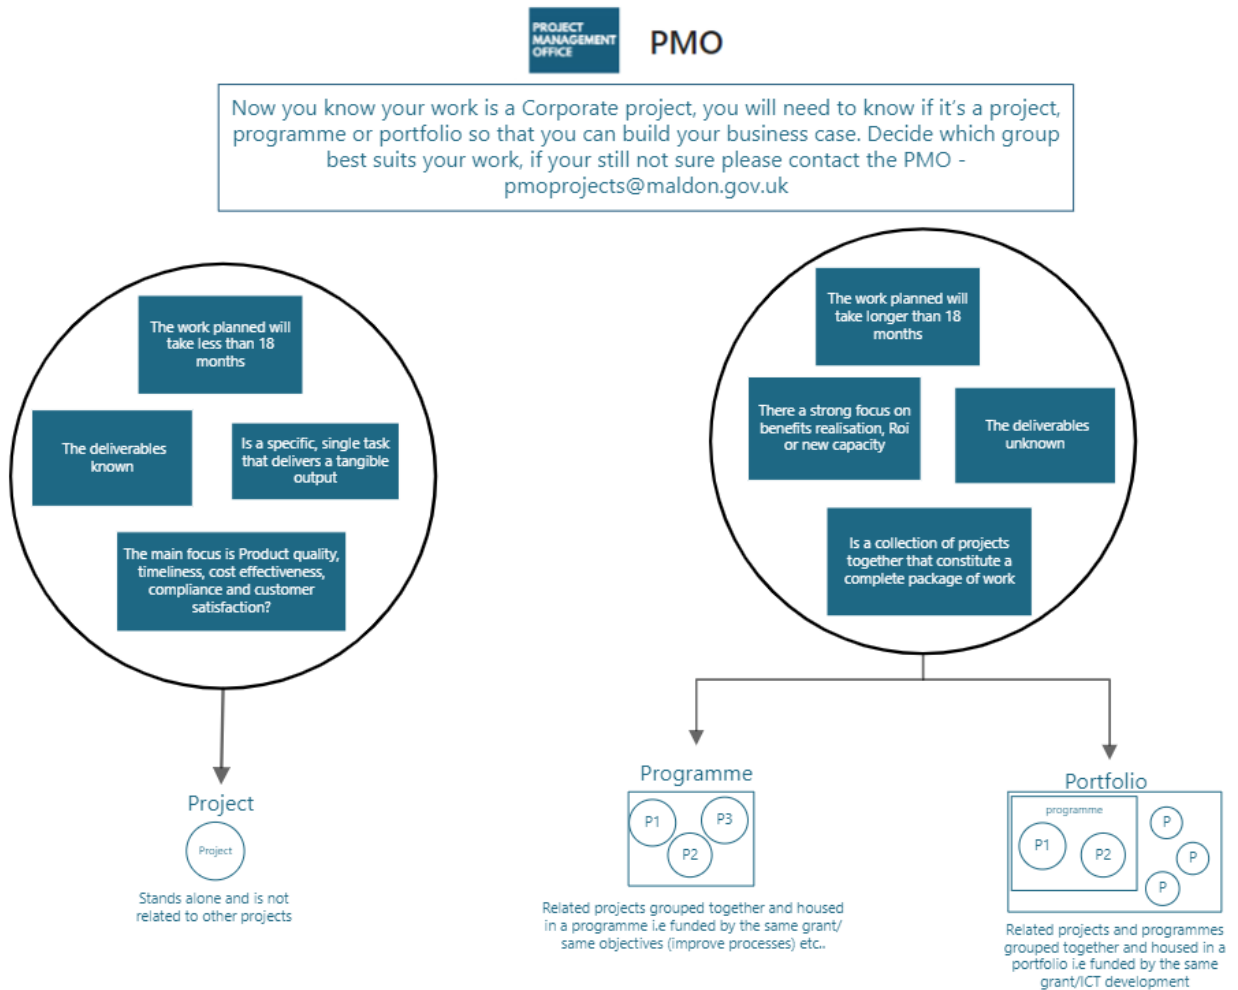 PROJECT
MANAGEMENT
OFFICE
PMO
Now you know your work is a Corporate project, you will need to know if it's a project,
programme or portfolio so that you can build your business case. Decide which group
best suits your work, if your still not sure please contact the PMO -
pmoprojects@maldon.gov.uk
The work planned will
take less than 18
months
The deliverables
known
Is a specific, single task
that delivers a tangible
output
The main focus is Product quality,
timeliness, cost effectiveness,
compliance and customer
satisfaction?
The work planned will
take longer than 18
months
There a strong focus on
benefits realisation, Roi
or new capacity
The deliverables
unknown
Is a collection of projects
together that constitute a
complete package of work
Project
Project
Stands alone and is not
related to other projects
Programme
P1
P3
P2
Related projects grouped together and housed
in a programme i.e funded by the same grant/
same objectives (improve processes) etc..
Portfolio
programme
P1
P2
P
P
P
Related projects and programmes
grouped together and housed in a
portfolio i.e funded by the same
grant/ICT development